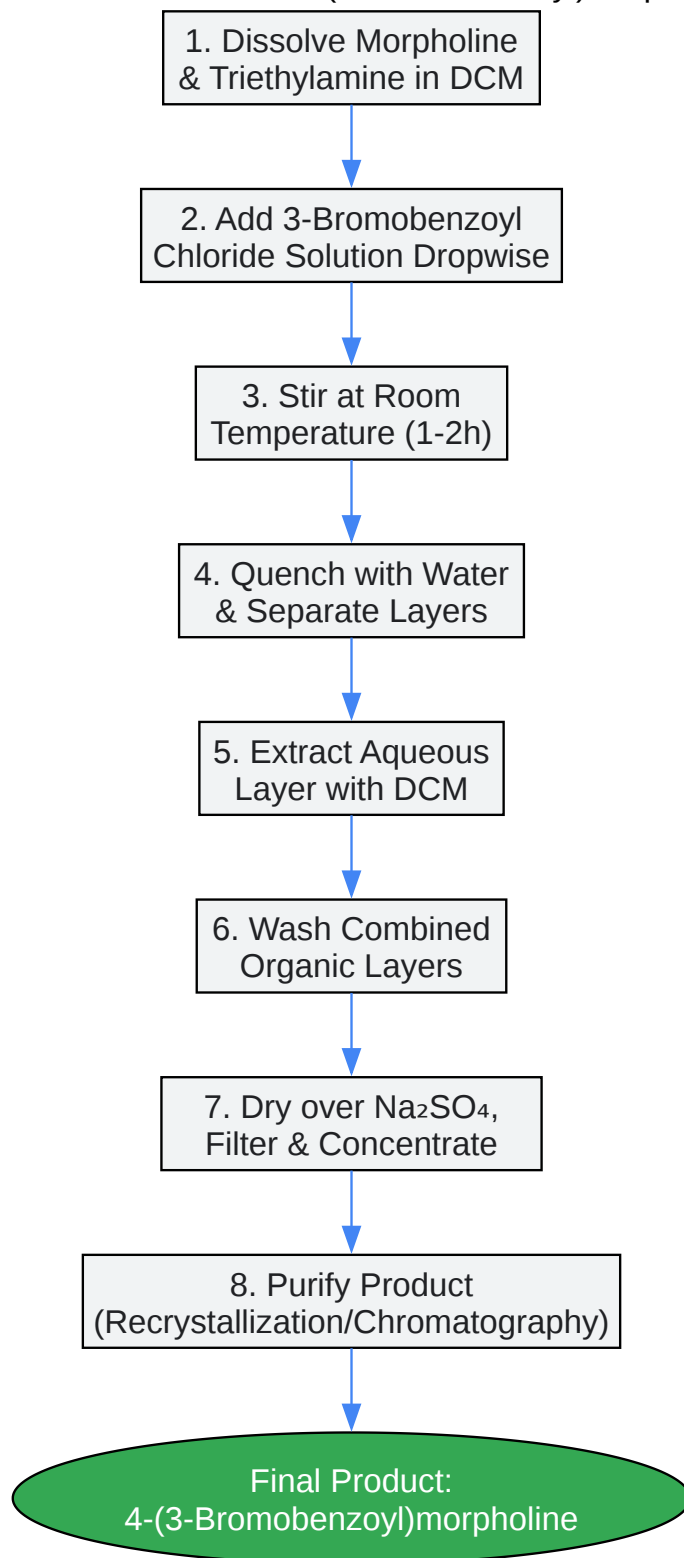 1. Dissolve Morpholine
& Triethylamine in DCM
2. Add 3-Bromobenzoyl
Chloride Solution Dropwise
3. Stir at Room
Temperature (1-2h)
4. Quench with Water
& Separate Layers
5. Extract Aqueous
Layer with DCM
6. Wash Combined
Organic Layers
7. Dry over Na₂SO₄,
Filter & Concentrate
8. Purify Product
(Recrystallization/Chromatography)
Final Product:
4-(3-Bromobenzoyl)morpholine